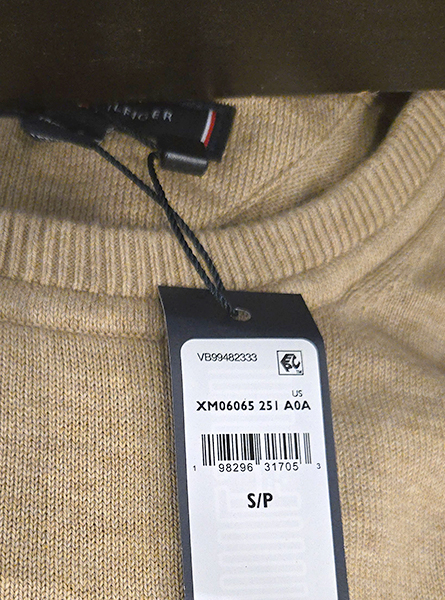 HILFIGER
VB99482333
US
XM06065 251 A0A
1 98296 31705 3
S/P